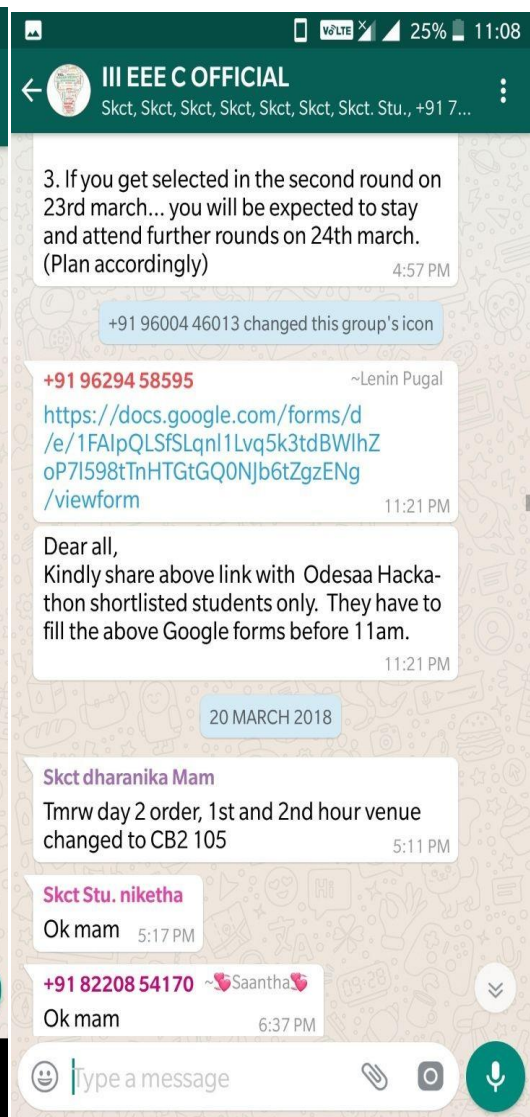 VoLTE 25% 11:08
III EEE C OFFICIAL
Skct, Skct, Skct, Skct, Skct, Skct, Skct. Stu., +91 7...
3. If you get selected in the second round on
23rd march... you will be expected to stay
and attend further rounds on 24th march.
(Plan accordingly)
4:57 PM
+91 96004 46013 changed this group's icon
+91 96294 58595 ~Lenin Pugal
https://docs.google.com/forms/d
/e/1FAIpQLSfSLqnl1Lvq5k3tdBWlhZ
oP7l598tTnHTGtGQ0NJb6tZgzENg
/viewform
11:21 PM
Dear all,
Kindly share above link with Odesaa Hacka-
thon shortlisted students only. They have to
fill the above Google forms before 11am.
11:21 PM
20 MARCH 2018
Skct dharanika Mam
Tmrw day 2 order, 1st and 2nd hour venue
changed to CB2 105
5:11 PM
Skct Stu. niketha
Ok mam 5:17 PM
+91 82208 54170 ~💞Saantha💞
Ok mam
6:37 PM
Type a message